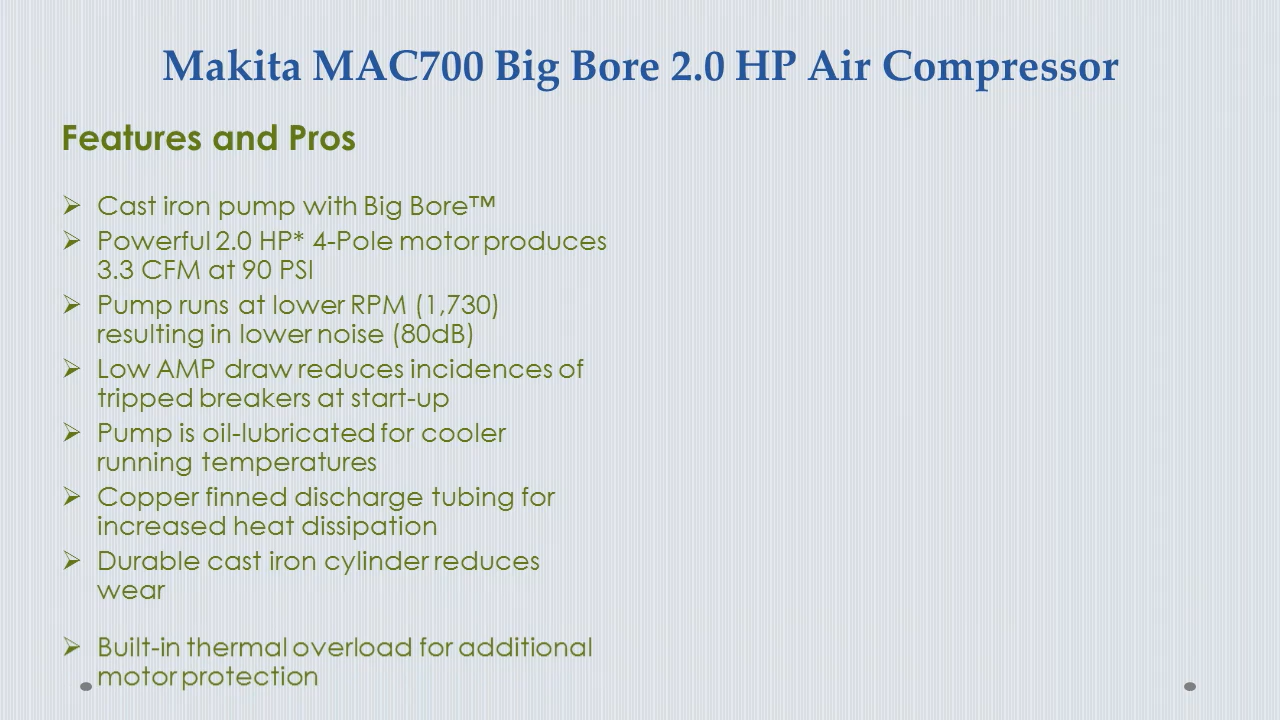 Makita MAC700 Big Bore 2.0 HP Air Compressor
Features and Pros
➢ Cast iron pump with Big Bore™
➢ Powerful 2.0 HP* 4-Pole motor produces
3.3 CFM at 90 PSI
➢ Pump runs at lower RPM (1,730)
resulting in lower noise (80dB)
➢ Low AMP draw reduces incidences of
tripped breakers at start-up
➢ Pump is oil-lubricated for cooler
running temperatures
➢ Copper finned discharge tubing for
increased heat dissipation
➢ Durable cast iron cylinder reduces
wear
➢ Built-in thermal overload for additional
motor protection